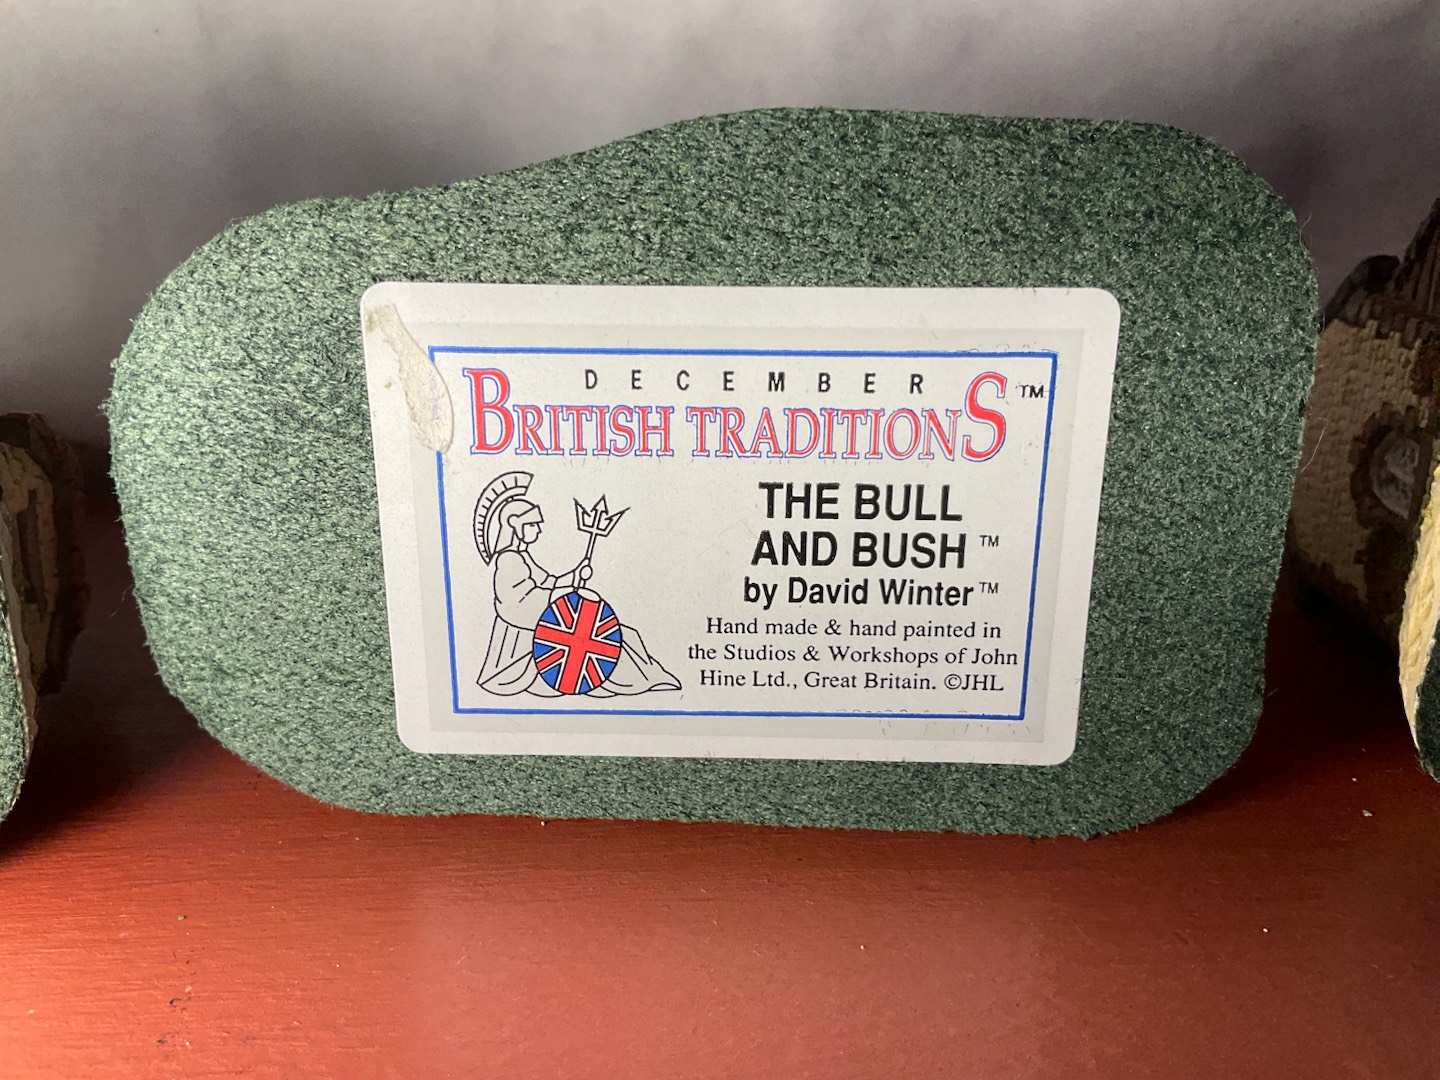 DECEMBER
BRITISH TRADITIONS™
THE BULL
AND BUSH™
by David Winter™
Hand made & hand painted in
the Studios & Workshops of John
Hine Ltd., Great Britain. ©JHL